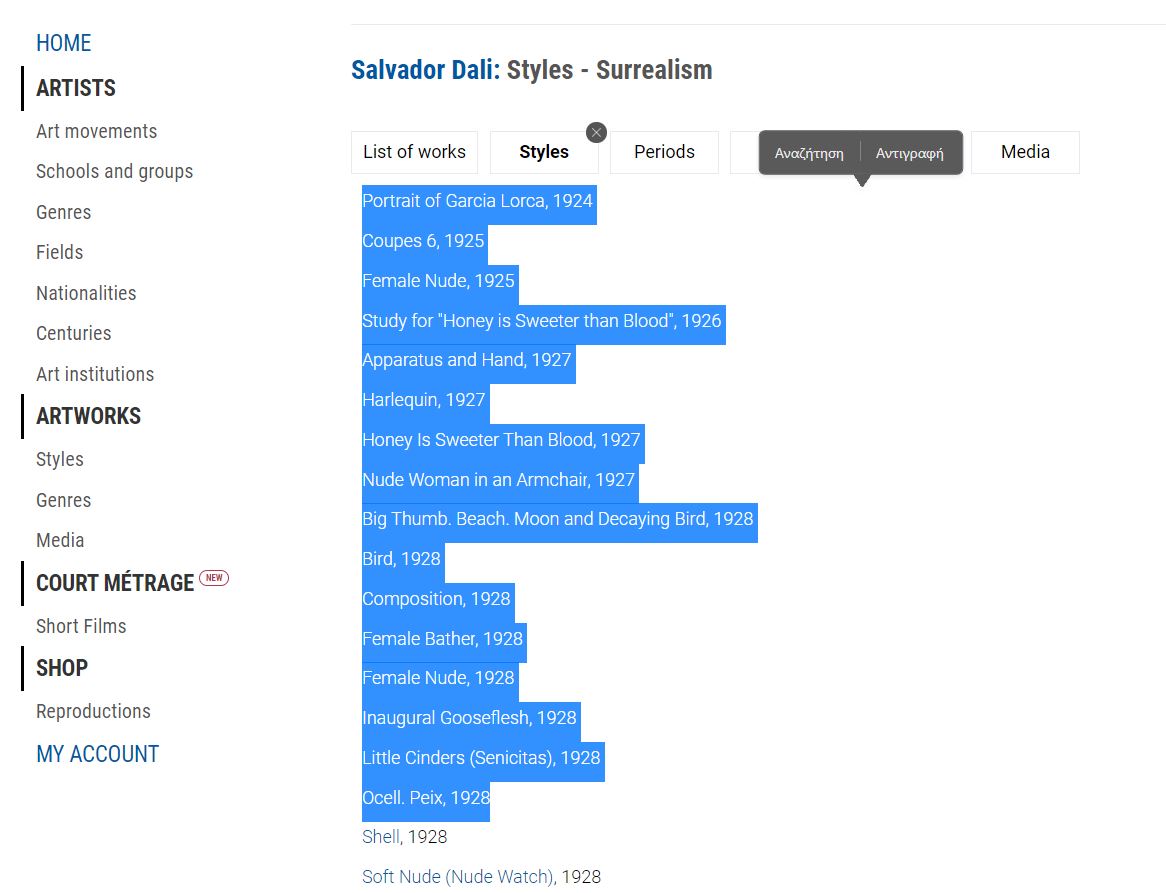 HOME
ARTISTS
Art movements
Schools and groups
Genres
Fields
Nationalities
Centuries
Art institutions
ARTWORKS
Styles
Genres
Media
COURT MÉTRAGE NEW
Short Films
SHOP
Reproductions
MY ACCOUNT
Salvador Dali: Styles - Surrealism
List of works
Styles
Periods
Αναζήτηση
Αντιγραφή
Media
Portrait of Garcia Lorca, 1924
Coupes 6, 1925
Female Nude, 1925
Study for "Honey is Sweeter than Blood", 1926
Apparatus and Hand, 1927
Harlequin, 1927
Honey Is Sweeter Than Blood, 1927
Nude Woman in an Armchair, 1927
Big Thumb. Beach. Moon and Decaying Bird, 1928
Bird, 1928
Composition, 1928
Female Bather, 1928
Female Nude, 1928
Inaugural Gooseflesh, 1928
Little Cinders (Senicitas), 1928
Ocell. Peix, 1928
Shell, 1928
Soft Nude (Nude Watch), 1928